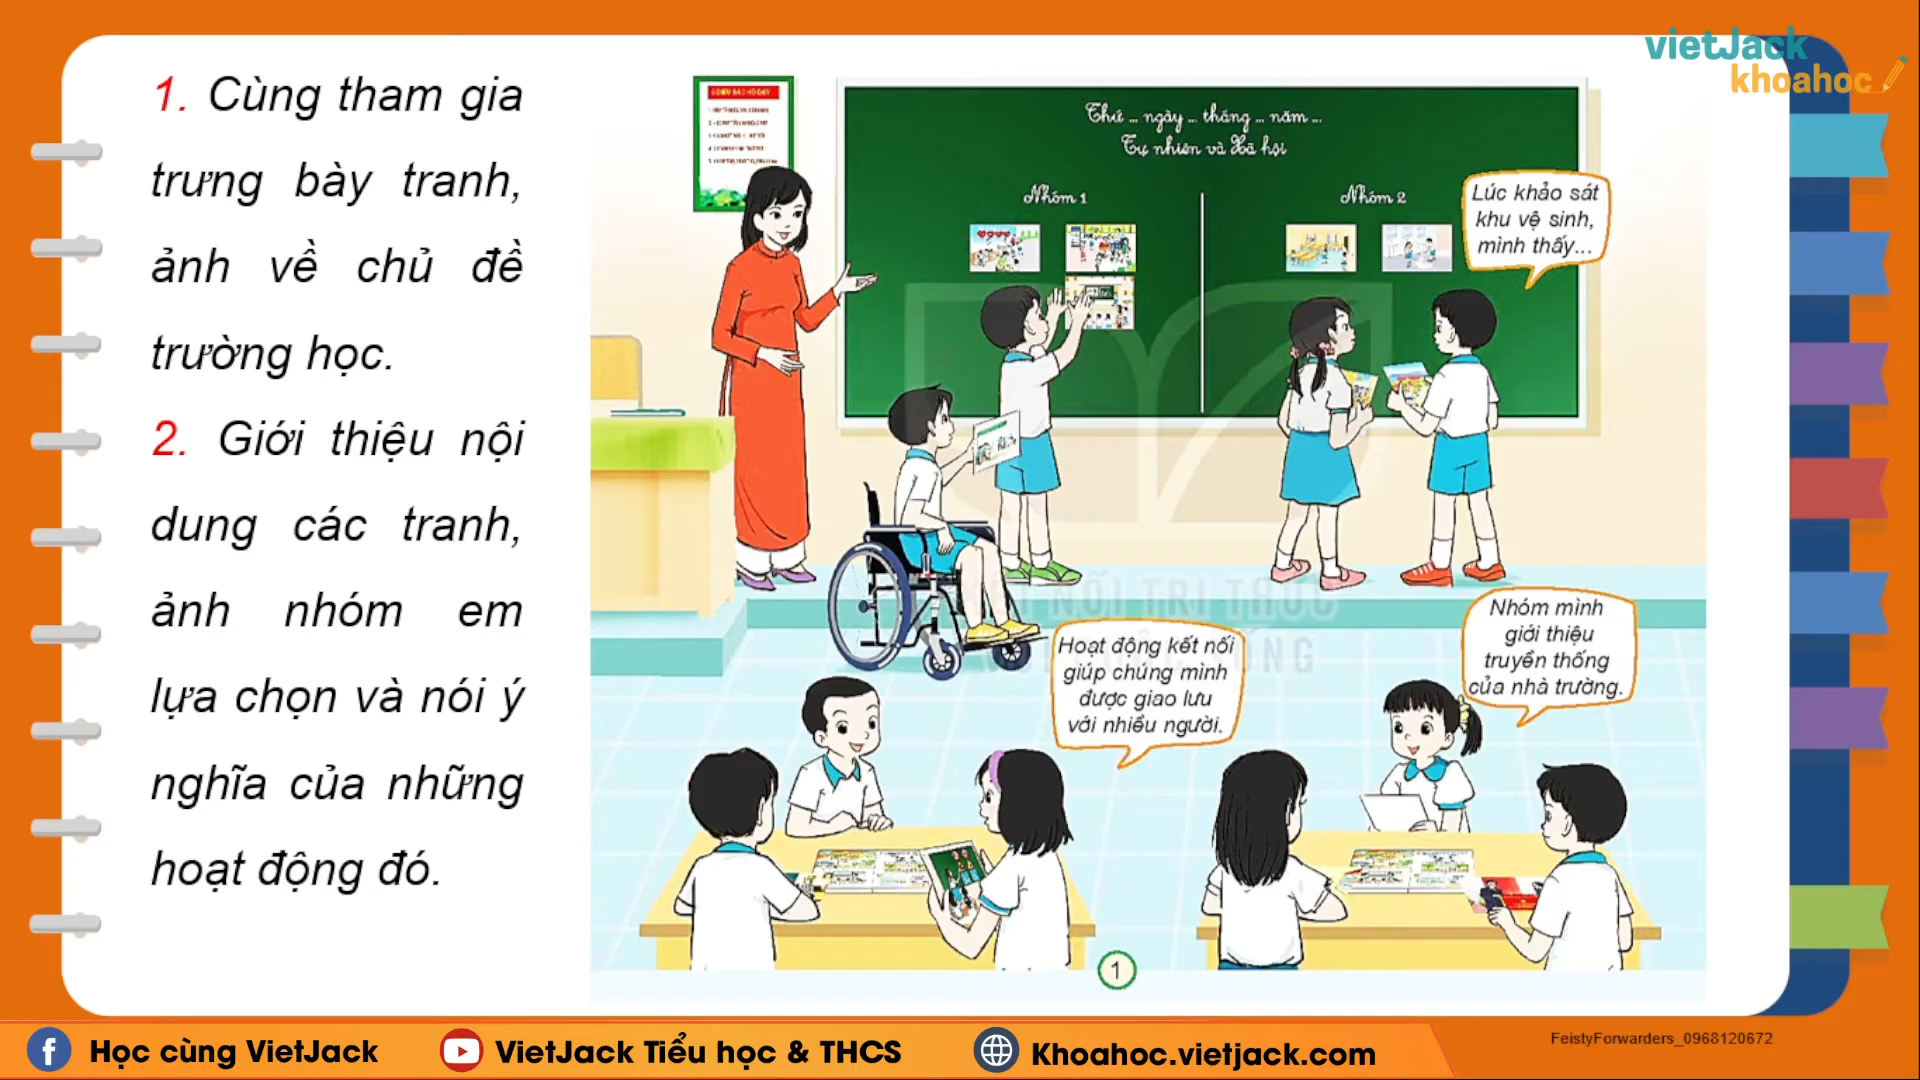 vietJack
khoahoc
1. Cùng tham gia
trưng bày tranh,
ảnh về chủ đề
trường học.
2. Giới thiệu nội
dung các tranh,
ảnh nhóm em
lựa chọn và nói ý
nghĩa của những
hoạt động đó.
Thứ ... ngày ... tháng ... năm ...
Tự nhiên và Xã hội
Nhóm 1
Nhóm 2
Lúc khảo sát
khu vệ sinh,
mình thấy...
NỐI TRI THỨC
SỐNG
Hoạt động kết nối
giúp chúng mình
được giao lưu
với nhiều người.
Nhóm mình
giới thiệu
truyền thống
của nhà trường.
1
Học cùng VietJack
VietJack Tiểu học & THCS
Khoahoc.vietjack.com
FeistyForwarders_0968120672